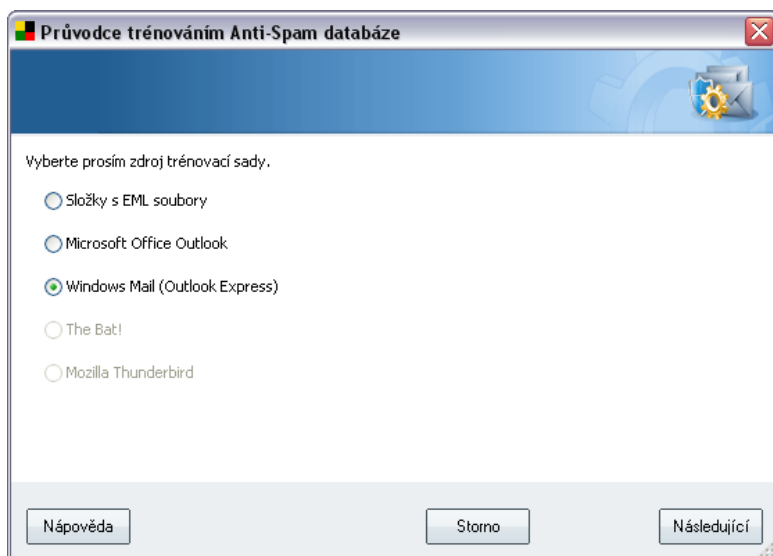 Průvodce trénováním Anti-Spam databáze
Vyberte prosím zdroj trénovací sady.
Složky s EML soubory
Microsoft Office Outlook
Windows Mail (Outlook Express)
The Bat!
Mozilla Thunderbird
Nápověda
Storno
Následující